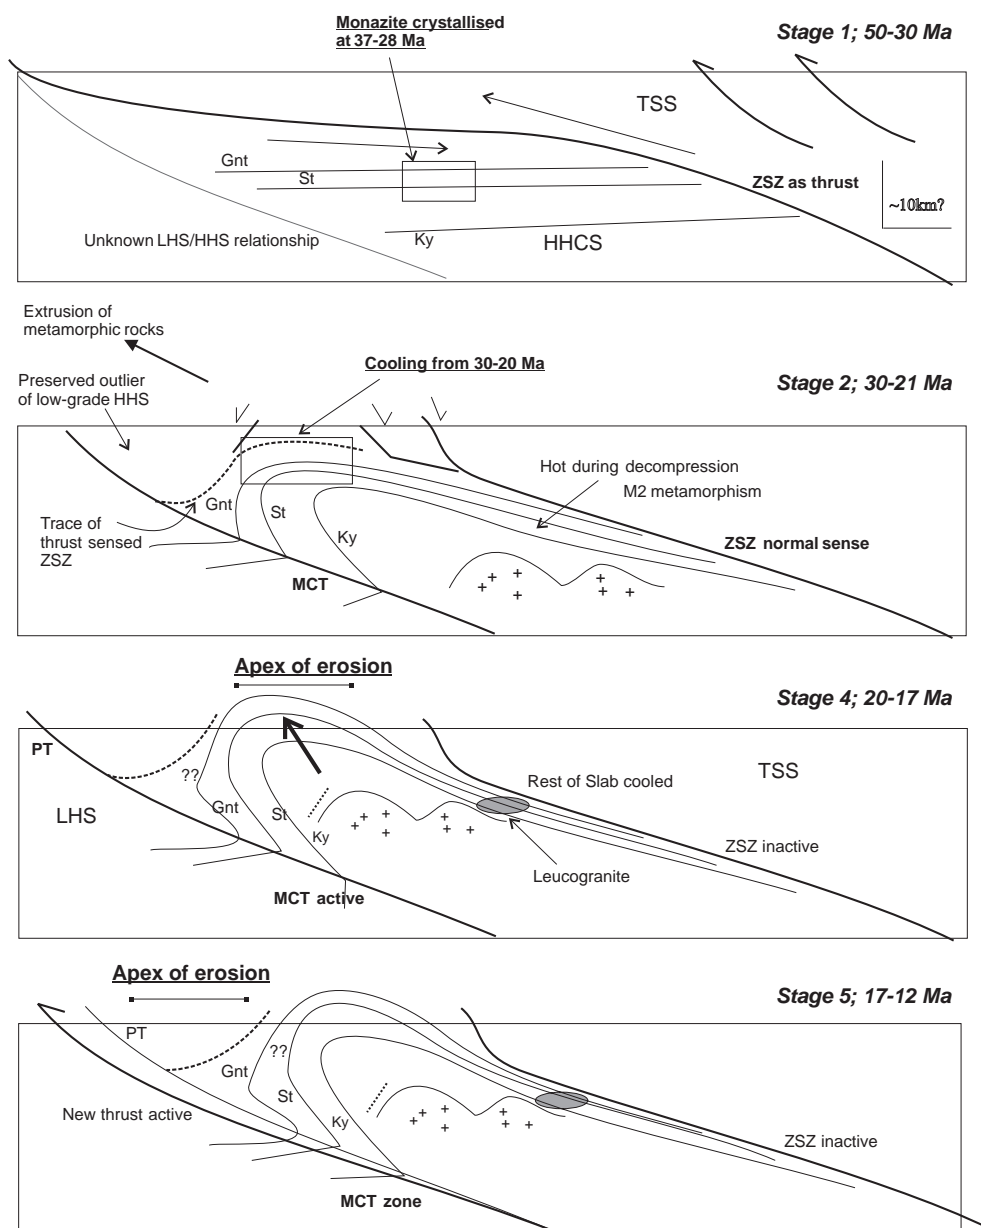 Monazite crystallised
at 37-28 Ma
Stage 1; 50-30 Ma
TSS
Gnt
St
ZSZ as thrust
~10km?
Unknown LHS/HHS relationship
Ky
HHCS
Extrusion of
metamorphic rocks
Cooling from 30-20 Ma
Preserved outlier
of low-grade HHS
Stage 2; 30-21 Ma
Hot during decompression
M2 metamorphism
Gnt
St
Ky
Trace of
thrust sensed
ZSZ
ZSZ normal sense
MCT
Apex of erosion
Stage 4; 20-17 Ma
PT
TSS
??
Rest of Slab cooled
LHS
Gnt
St
Ky
ZSZ inactive
Leucogranite
MCT active
Apex of erosion
Stage 5; 17-12 Ma
PT
??
Gnt
St
New thrust active
Ky
ZSZ inactive
MCT zone